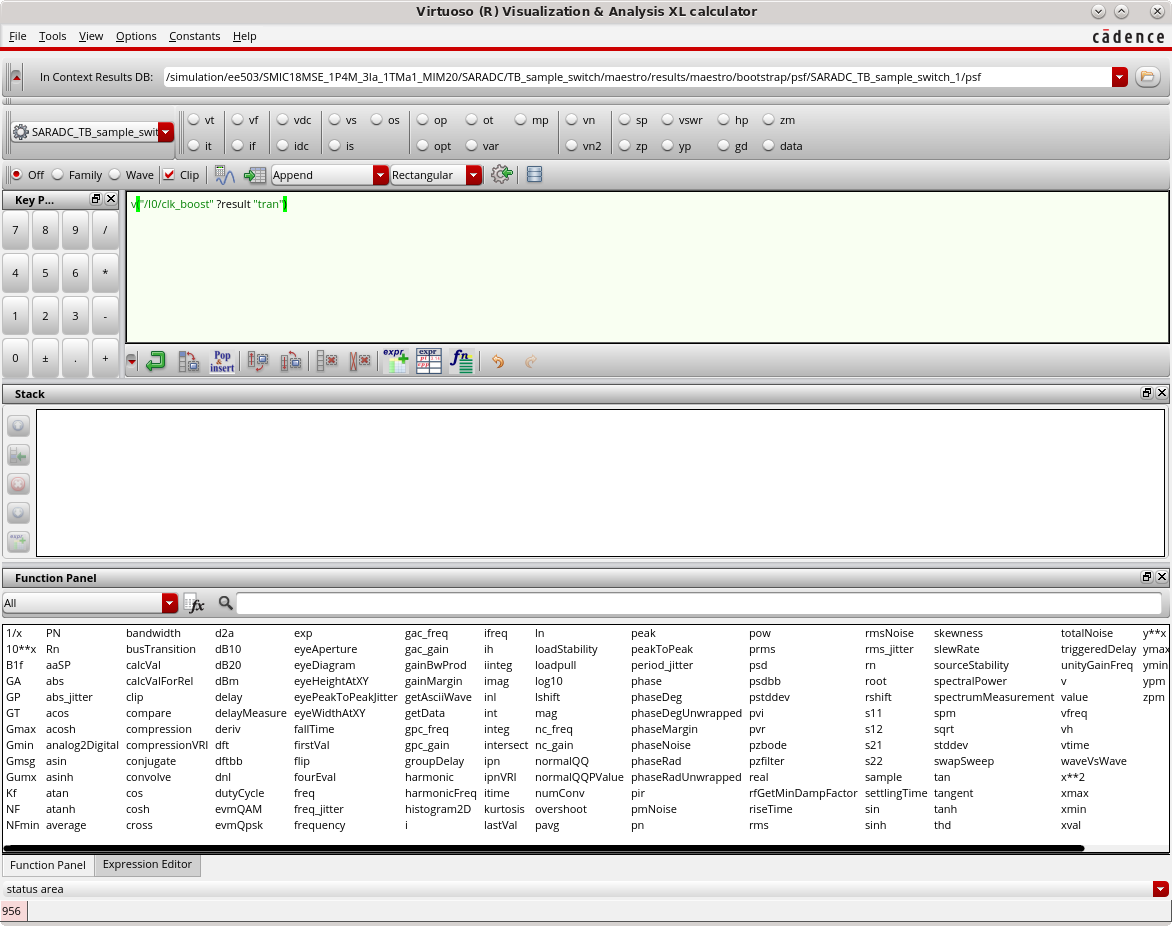 Virtuoso (R) Visualization & Analysis XL calculator
File Tools View Options Constants Help
cādence
In Context Results DB: /simulation/ee503/SMIC18MSE_1P4M_3Ia_1TMa1_MIM20/SARADC/TB_sample_switch/maestro/results/maestro/bootstrap/psf/SARADC_TB_sample_switch_1/psf
SARADC_TB_sample_swit
vt vf vdc vs os op ot mp vn sp vswr hp zm
it if idc is opt var vn2 zp yp gd data
Off Family Wave Clip Append Rectangular
Key P...
7 8 9 /
4 5 6 *
1 2 3 -
0 ± . +
v("/I0/clk_boost" ?result "tran")
Pop insert
expr
expr
fn
Stack
expr
Function Panel
All
fx
1/x PN bandwidth d2a exp gac_freq ifreq ln peak pow rmsNoise skewness totalNoise y**x
10**x Rn busTransition dB10 eyeAperture gac_gain ih loadStability peakToPeak prms rms_jitter slewRate triggeredDelay ymax
B1f aaSP calcVal dB20 eyeDiagram gainBwProd iinteg loadpull period_jitter psd rn sourceStability unityGainFreq ymin
GA abs calcValForRel dBm eyeHeightAtXY gainMargin imag log10 phase psdbb root spectralPower v ypm
GP abs_jitter clip delay eyePeakToPeakJitter getAsciiWave inl lshift phaseDeg pstddev rshift spectrumMeasurement value zpm
GT acos compare delayMeasure eyeWidthAtXY getData int mag phaseDegUnwrapped pvi s11 spm vfreq
Gmax acosh compression deriv fallTime gpc_freq integ nc_freq phaseMargin pvr s12 sqrt vh
Gmin analog2Digital compressionVRI dft firstVal gpc_gain intersect nc_gain phaseNoise pzbode s21 stddev vtime
Gmsg asin conjugate dftbb flip groupDelay ipn normalQQ phaseRad pzfilter s22 swapSweep waveVsWave
Gumx asinh convolve dnl fourEval harmonic ipnVRI normalQQPValue phaseRadUnwrapped real sample tan x**2
Kf atan cos dutyCycle freq harmonicFreq itime numConv pir rfGetMinDampFactor settlingTime tangent xmax
NF atanh cosh evmQAM freq_jitter histogram2D kurtosis overshoot pmNoise riseTime sin tanh xmin
NFmin average cross evmQpsk frequency i lastVal pavg pn rms sinh thd xval
Function Panel Expression Editor
status area
956